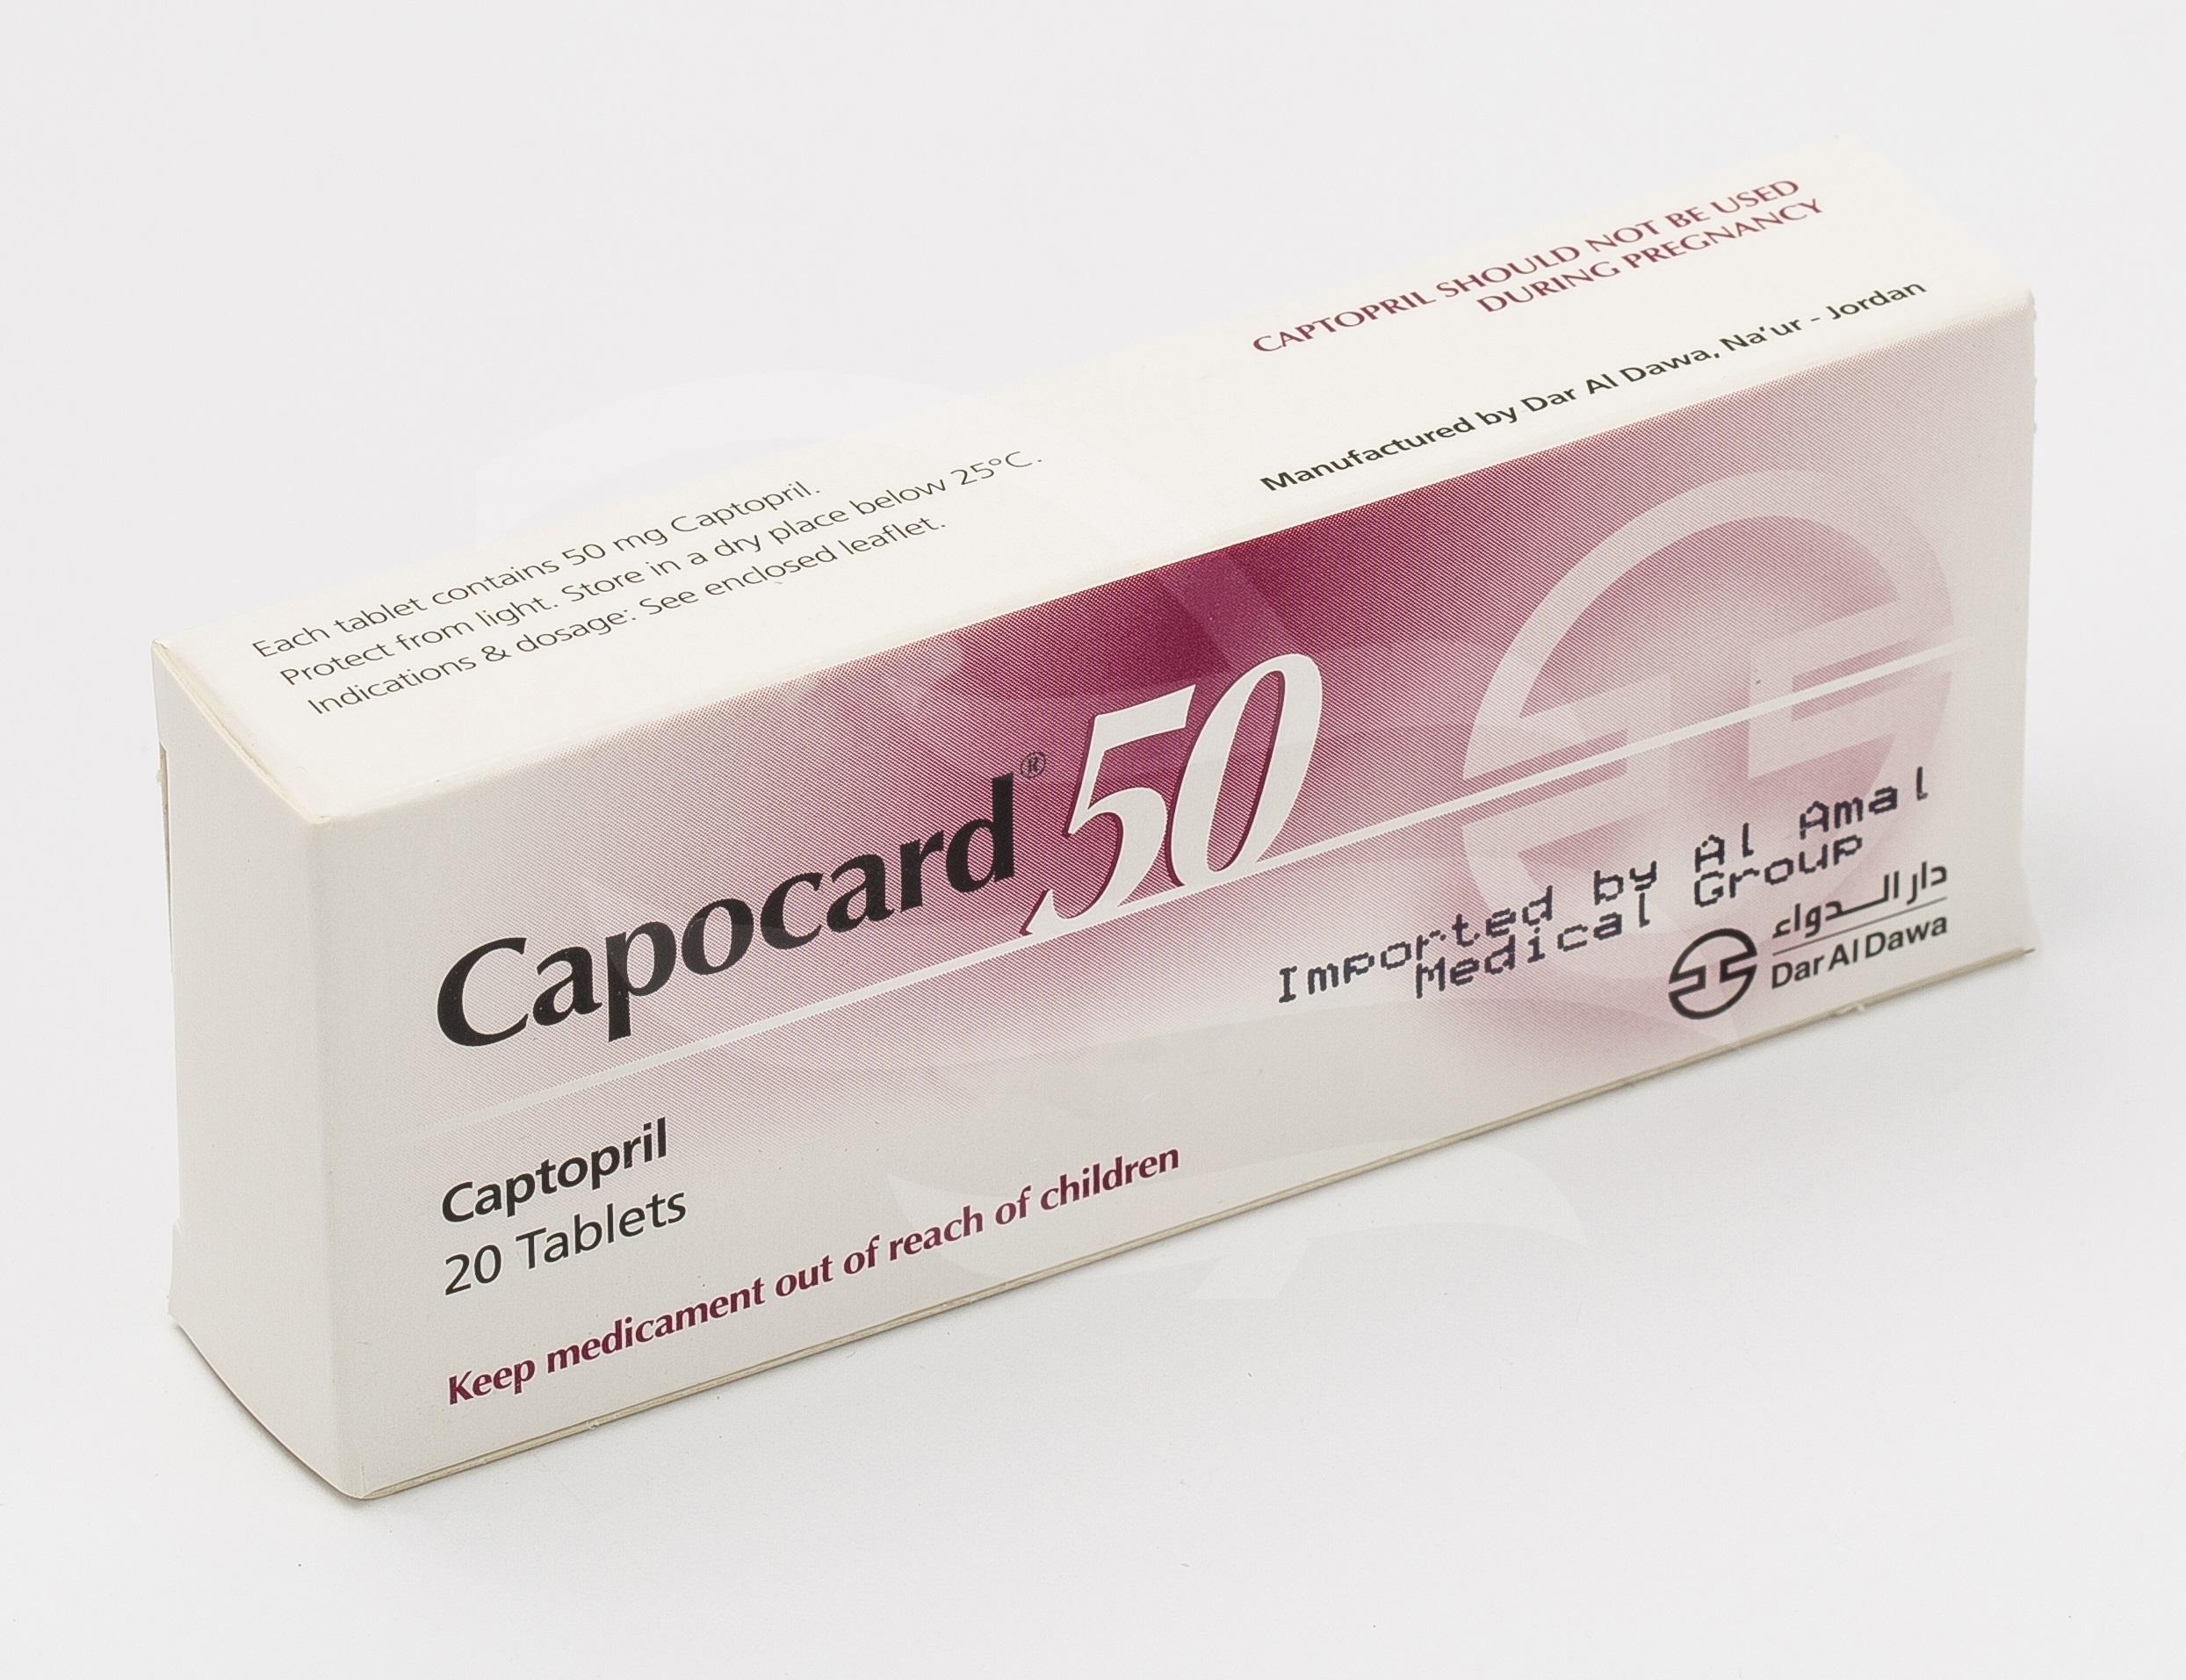 Each tablet contains 50 mg Captopril.
Protect from light. Store in a dry place below 25°C.
Indications & dosage: See enclosed leaflet.
CAPTOPRIL SHOULD NOT BE USED
DURING PREGNANCY
Manufactured by Dar Al Dawa, Na'ur - Jordan
Capocard® 50
Imported by Al Amal
Medical Group
دار الـدواء
Dar Al Dawa
Captopril
20 Tablets
Keep medicament out of reach of children